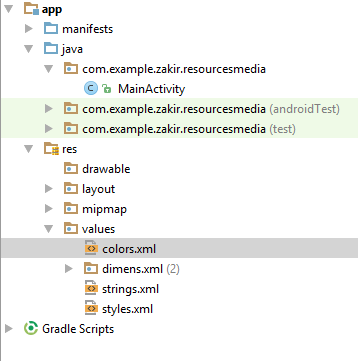 app
manifests
java
com.example.zakir.resourcesmedia
C MainActivity
com.example.zakir.resourcesmedia (androidTest)
com.example.zakir.resourcesmedia (test)
res
drawable
layout
mipmap
values
colors.xml
dimens.xml (2)
strings.xml
styles.xml
Gradle Scripts